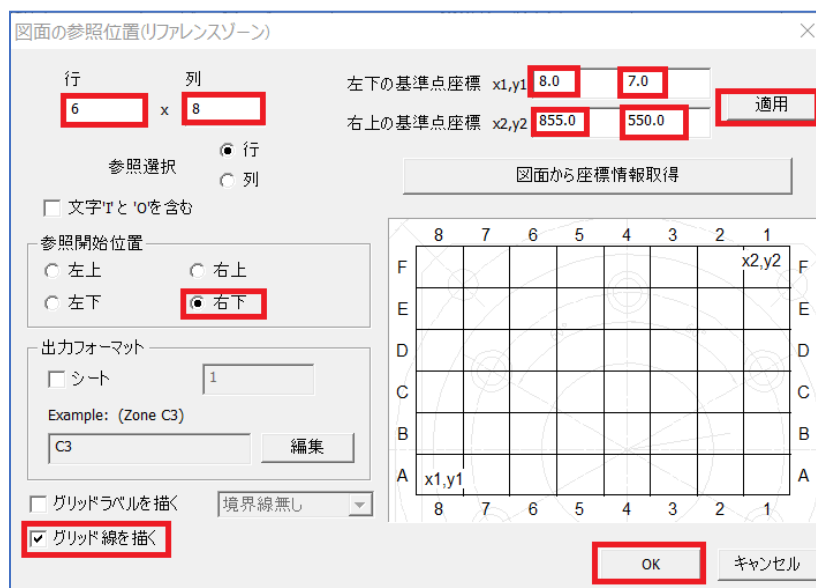 図面の参照位置(リファレンスゾーン)
行 列
6 x 8
左下の基準点座標 x1,y1 8.0 7.0
右上の基準点座標 x2,y2 855.0 550.0
適用
参照選択
行
列
図面から座標情報取得
文字'I'と 'O'を含む
参照開始位置
左上 右上
左下 右下
出力フォーマット
シート 1
Example: (Zone C3)
C3 編集
グリッドラベルを描く 境界線無し
グリッド線を描く
8 7 6 5 4 3 2 1
F x2,y2 F
E E
D D
C C
B B
A x1,y1 A
8 7 6 5 4 3 2 1
OK キャンセル